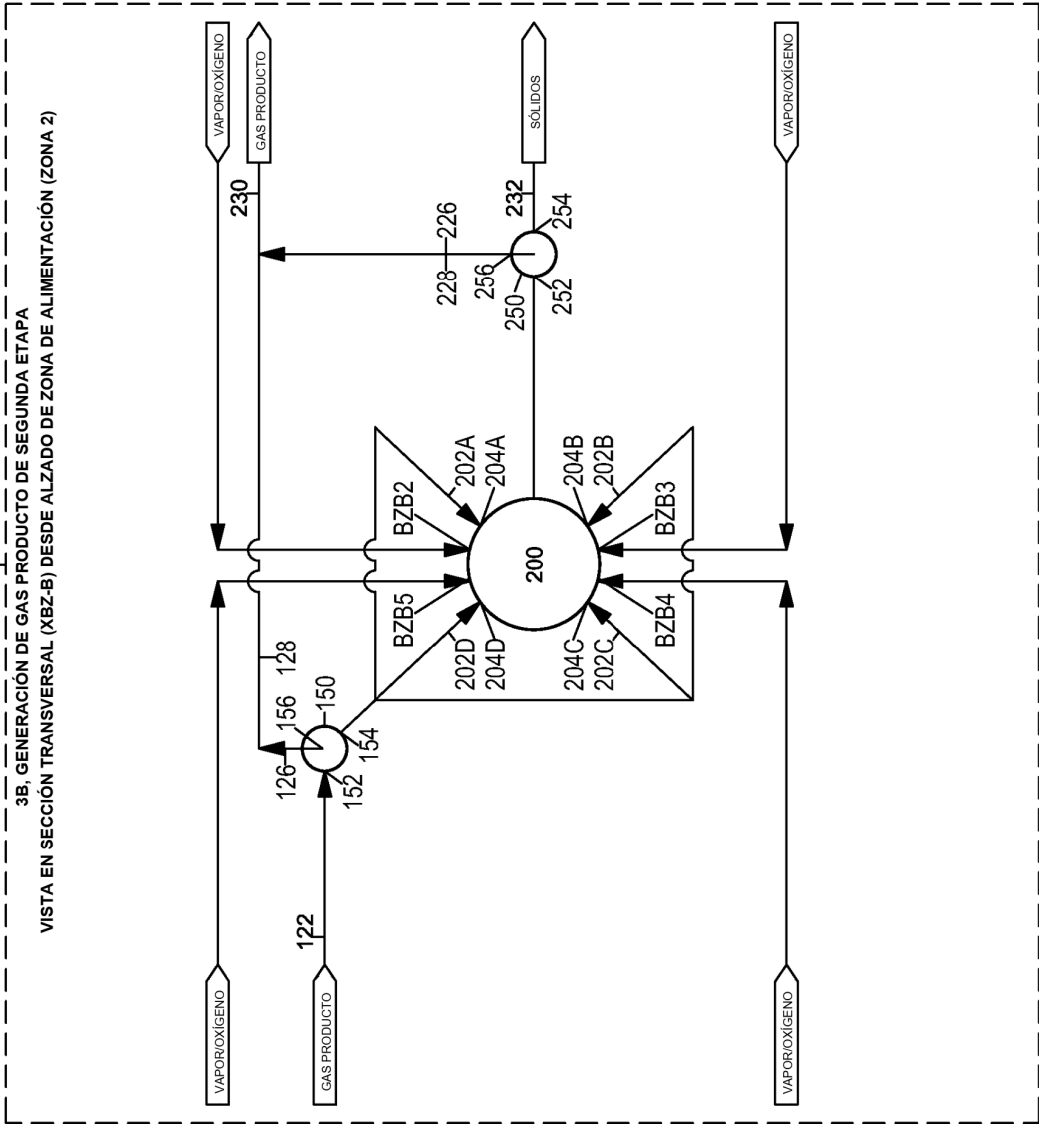 3B, GENERACIÓN DE GAS PRODUCTO DE SEGUNDA ETAPA
VISTA EN SECCIÓN TRANSVERSAL (XBZ-B) DESDE ALZADO DE ZONA DE ALIMENTACIÓN (ZONA 2)
VAPOR/OXÍGENO
GAS PRODUCTO
SÓLIDOS
VAPOR/OXÍGENO
230
232
226
228
256
250
254
252
202A
204A
BZB2
204B
202B
BZB3
200
BZB5
202D
204D
BZB4
204C
202C
128
126
156
150
154
152
122
VAPOR/OXÍGENO
GAS PRODUCTO
VAPOR/OXÍGENO